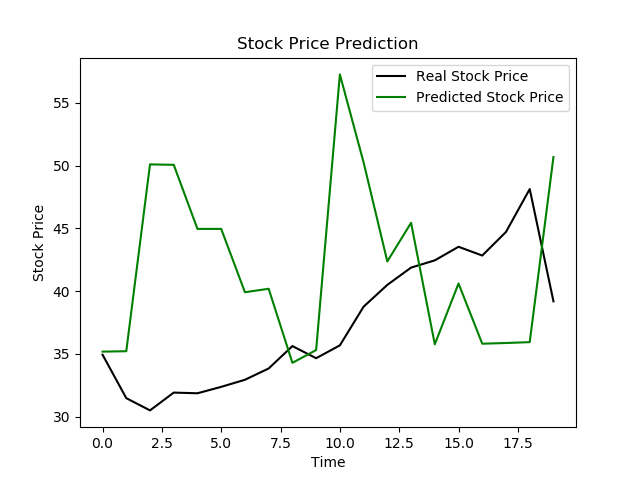 Stock Price Prediction
Real Stock Price
Predicted Stock Price
Stock Price
55
50
45
40
35
30
0.0 2.5 5.0 7.5 10.0 12.5 15.0 17.5
Time